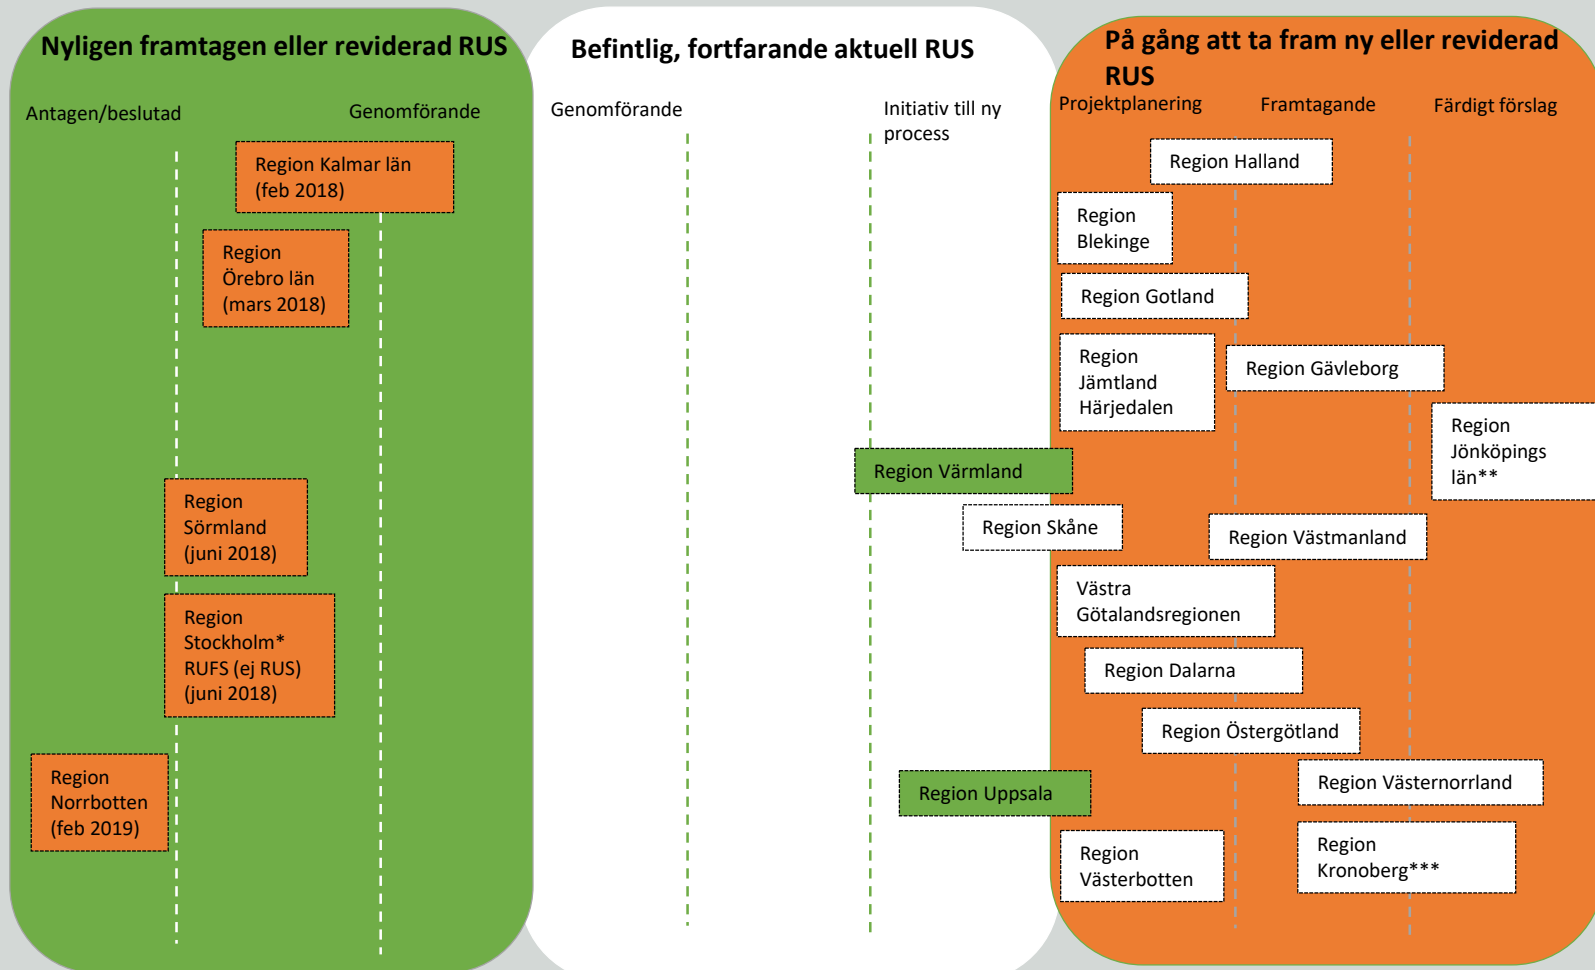 Nyligen framtagen eller reviderad RUS
Antagen/beslutad
Genomförande
Region Kalmar län
(feb 2018)
Region
Örebro län
(mars 2018)
Region
Sörmland
(juni 2018)
Region
Stockholm*
RUFS (ej RUS)
(juni 2018)
Region
Norrbotten
(feb 2019)
Befintlig, fortfarande aktuell RUS
Genomförande
Initiativ till ny
process
Region Värmland
Region Skåne
Region Uppsala
På gång att ta fram ny eller reviderad
RUS
Projektplanering
Framtagande
Färdigt förslag
Region Halland
Region
Blekinge
Region Gotland
Region
Jämtland
Härjedalen
Region Gävleborg
Region
Jönköpings
län**
Region Västmanland
Västra
Götalandsregionen
Region Dalarna
Region Östergötland
Region Västernorrland
Region
Kronoberg***
Region
Västerbotten